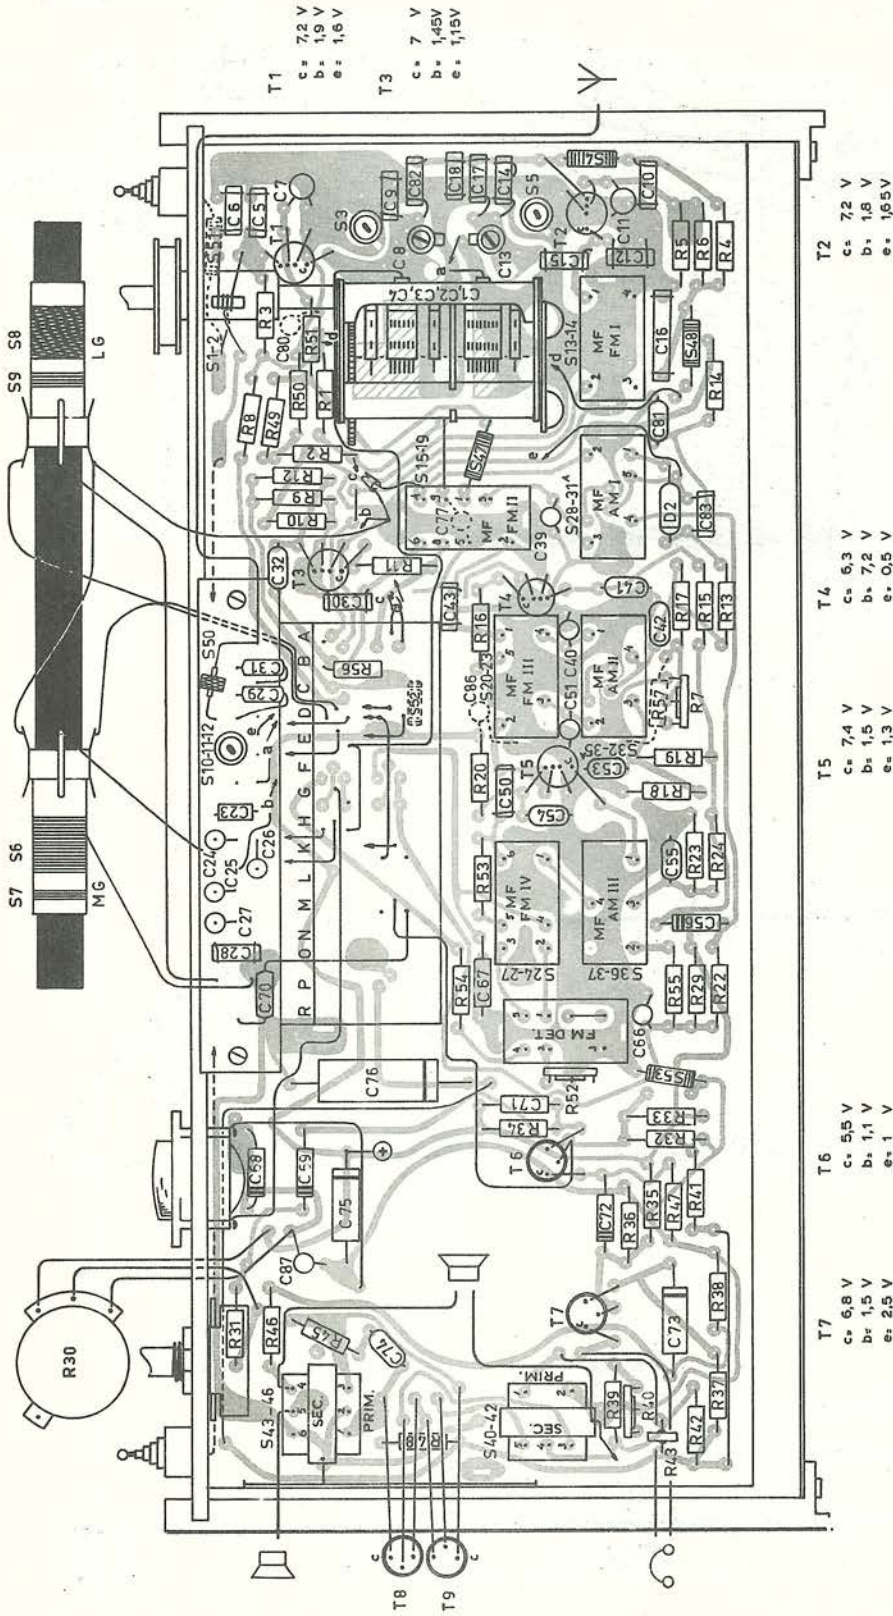 S7 S6
MG
S9 S8
LG
R30
T1
c = 7,2 V
b = 1,9 V
e = 1,6 V
T3
c = 7 V
b = 1,45V
e = 1,15V
T2
c = 7,2 V
b = 1,8 V
e = 1,65V
T4
c = 6,3 V
b = 7,2 V
e = 0,5 V
T5
c = 7,4 V
b = 1,5 V
e = 1,3 V
T6
c = 5,5 V
b = 1,1 V
e = 1 V
T7
c = 6,8 V
b = 1,5 V
e = 2,5 V
T8
c
T9
c
R31
R46
S43-46
SEC.
PRIM.
R45
C74
C87
C58
C59
C75
+
C76
C70
C28
C27
C25
C24
C26
C23
S10-11-12
C29
C31
S50
e
a
b
R P O N M L K H G F E D C B A
R56
S52
C32
T3
C30
R11
R10
R9
R12
R2
R8
R49
R50
R1
R51
C80
R3
S1-2
S51
C6
C5
C7
T1
S3
C9
C82
C8
a
C18
C17
C14
C13
S5
T2
C11
C10
S4
C15
C12
R5
R6
R4
C1,C2,C3,C4
d
S13-14
MF
FM I
C16
S48
R14
C81
S47
S15-19
C77
MF
FM II
C39
e
S28-31A
MF
AM I
D2
C83
C43
R16
T4
C41
C42
R17
R15
R13
C86
S20-23
MF
FM III
C40
C51
MF
AM II
S32-35
R57
R7
R20
C50
T5
C53
C54
R19
R18
R53
MF
FM IV
S24-27
MF
AM III
S36-37
C55
R23
R24
C56
R54
C67
FM DET.
C66
R55
R29
R22
S53
R52
C71
R34
T6
R33
R32
C72
R36
R35
R47
R41
T7
C73
R38
R37
S40-42
SEC.
PRIM.
R39
R40
R42
R43